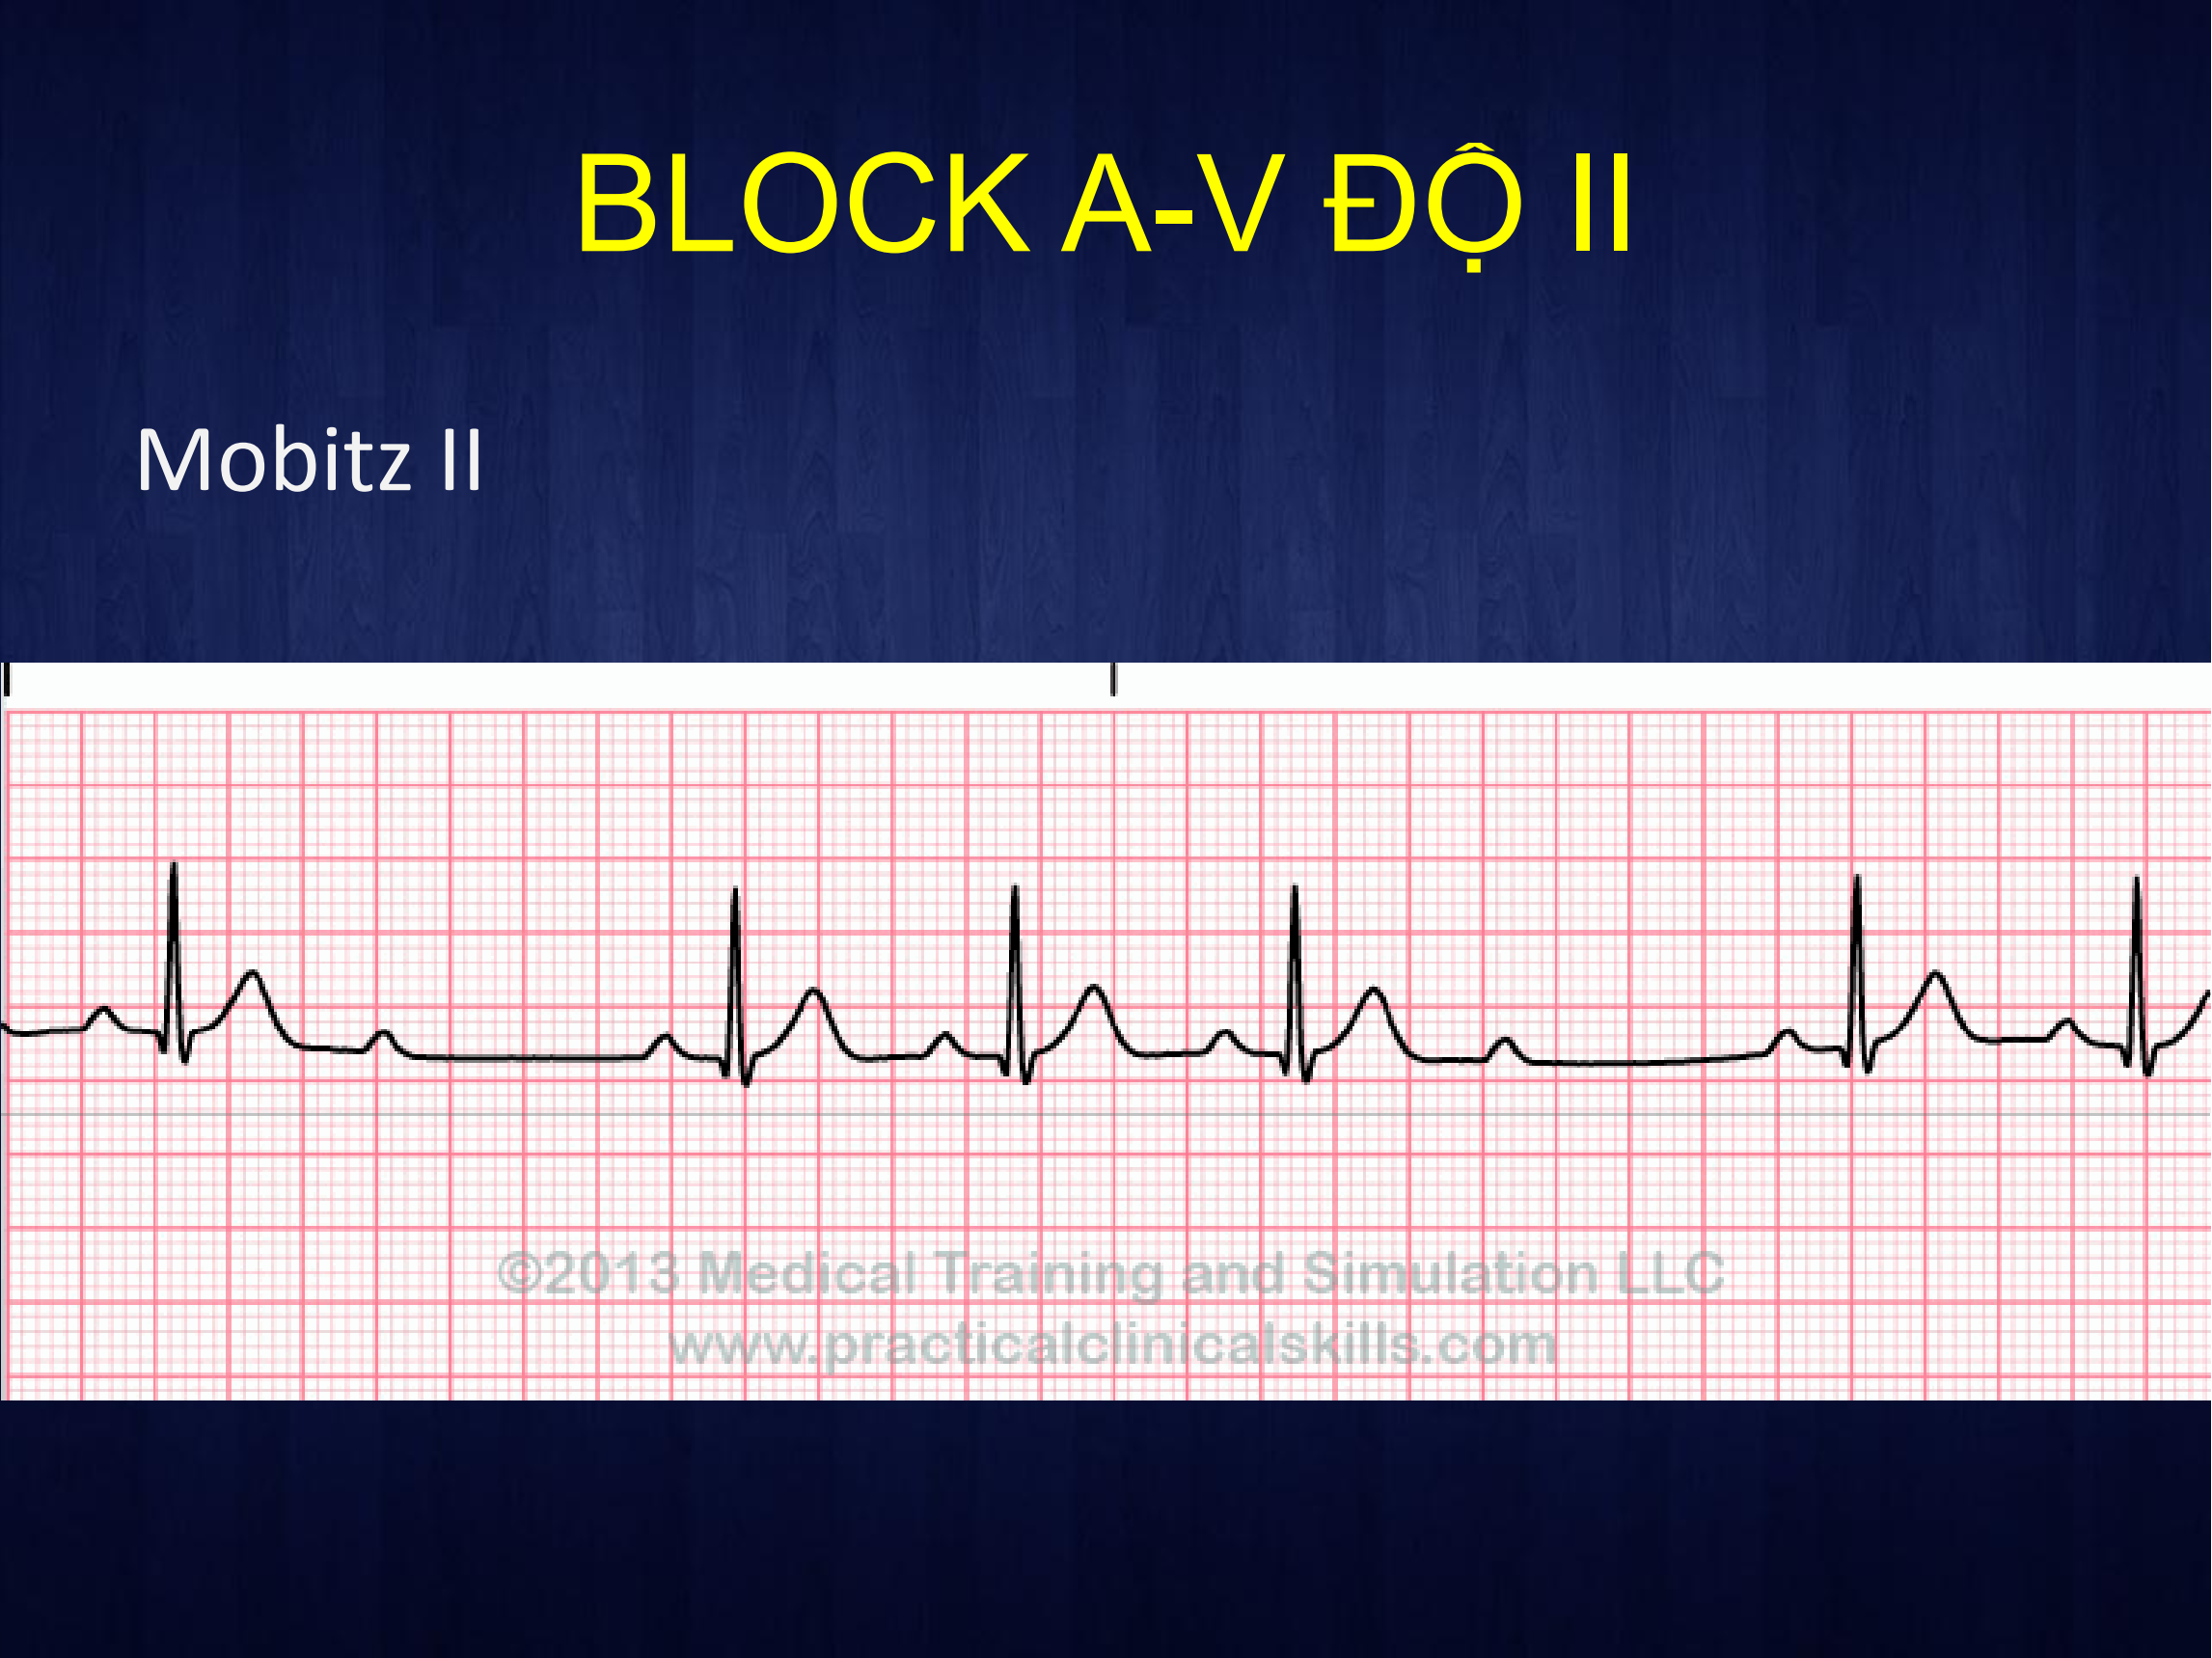 BLOCK A-V ĐỘ II
Mobitz II
©2013 Medical Training and Simulation LLC
www.practicalclinicalskills.com